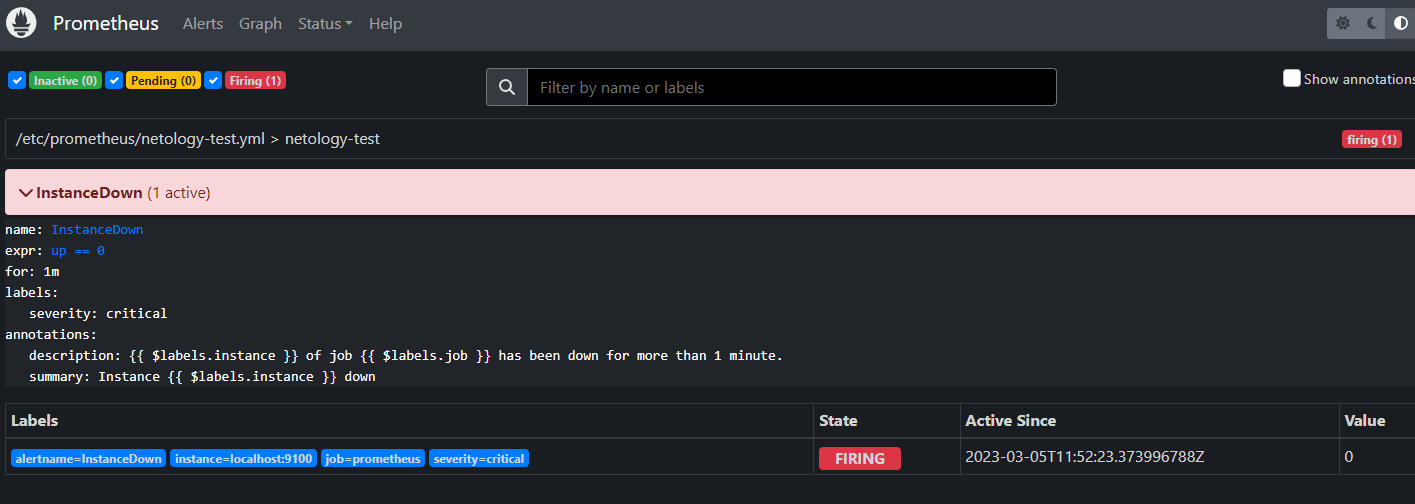 Prometheus Alerts Graph Status Help
Inactive (0) Pending (0) Firing (1) Filter by name or labels Show annotations
/etc/prometheus/netology-test.yml > netology-test firing (1)
InstanceDown (1 active)
name: InstanceDown
expr: up == 0
for: 1m
labels:
severity: critical
annotations:
description: {{ $labels.instance }} of job {{ $labels.job }} has been down for more than 1 minute.
summary: Instance {{ $labels.instance }} down
Labels State Active Since Value
alertname=InstanceDown instance=localhost:9100 job=prometheus severity=critical FIRING 2023-03-05T11:52:23.373996788Z 0